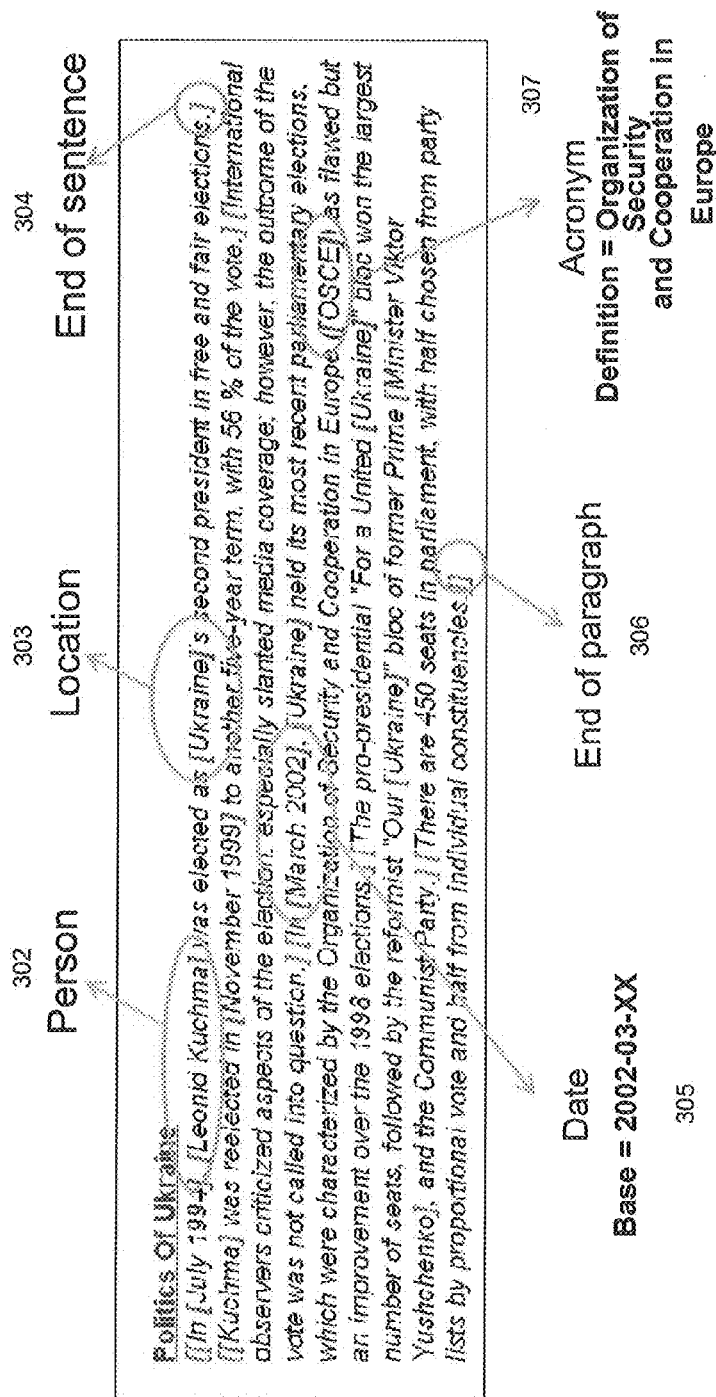 302
Person
303
Location
304
End of sentence
Politics Of Ukraine
[[In [July 1994], [Leonid Kuchma] was elected as [Ukraine]'s second president in free and fair elections.]
[[Kuchma] was reelected in [November 1999] to another five-year term, with 56 % of the vote.] [International
observers criticized aspects of the election, especially slanted media coverage; however, the outcome of the
vote was not called into question.] [In [March 2002], [Ukraine] held its most recent parliamentary elections,
which were characterized by the Organization of Security and Cooperation in Europe ([OSCE]) as flawed but
an improvement over the 1998 elections.] [The pro-presidential "For a United [Ukraine]" bloc won the largest
number of seats, followed by the reformist "Our [Ukraine]" bloc of former Prime [Minister Viktor
Yushchenko], and the Communist Party.] [There are 450 seats in parliament, with half chosen from party
lists by proportional vote and half from individual constituencies.]]
Date
Base = 2002-03-XX
305
End of paragraph
306
307
Acronym
Definition = Organization of
Security
and Cooperation in
Europe